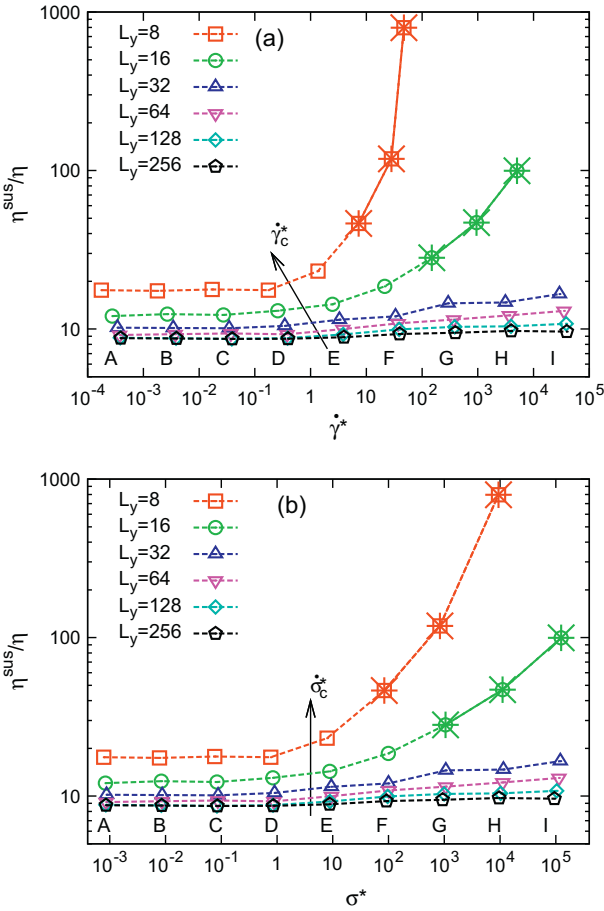 1000
100
10
η^sus/η
L_y=8
L_y=16
L_y=32
L_y=64
L_y=128
L_y=256
(a)
γ̇_c^*
A B C D E F G H I
10^-4 10^-3 10^-2 10^-1 1 10 10^2 10^3 10^4 10^5
γ̇^*
1000
100
10
η^sus/η
L_y=8
L_y=16
L_y=32
L_y=64
L_y=128
L_y=256
(b)
σ̇_c^*
A B C D E F G H I
10^-3 10^-2 10^-1 1 10 10^2 10^3 10^4 10^5
σ^*